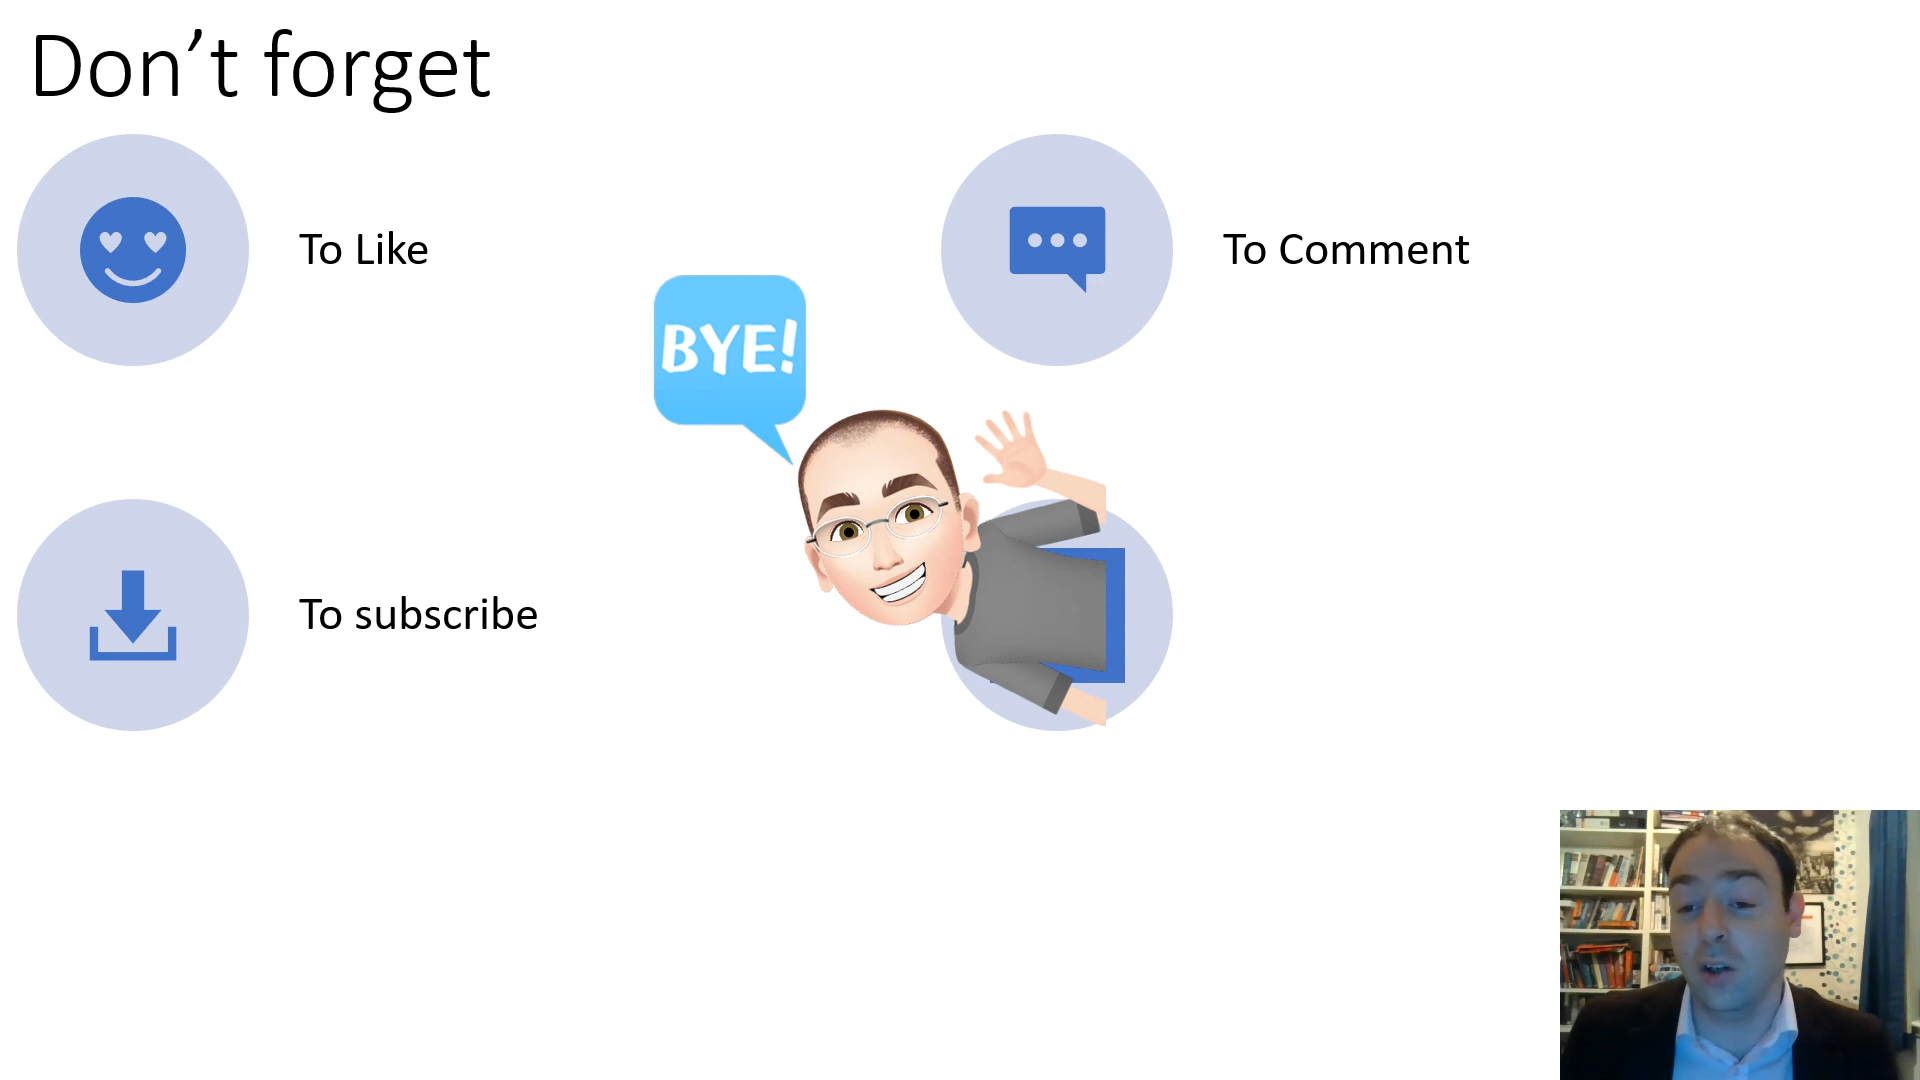 Don’t forget
To Like
To Comment
BYE!
To subscribe